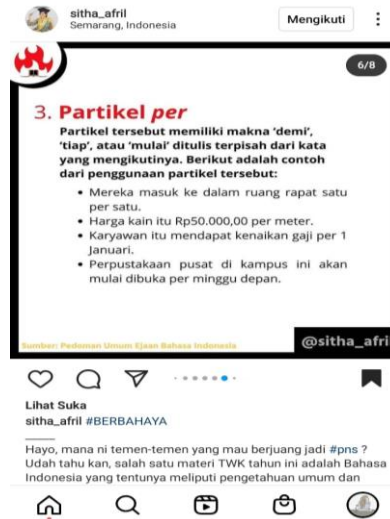 sitha_afril
Semarang, Indonesia
Mengikuti
6/8
3. Partikel per
Partikel tersebut memiliki makna ‘demi’,
‘tiap’, atau ‘mulai’ ditulis terpisah dari kata
yang mengikutinya. Berikut adalah contoh
dari penggunaan partikel tersebut:
• Mereka masuk ke dalam ruang rapat satu
per satu.
• Harga kain itu Rp50.000,00 per meter.
• Karyawan itu mendapat kenaikan gaji per 1
Januari.
• Perpustakaan pusat di kampus ini akan
mulai dibuka per minggu depan.
Sumber: Pedoman Umum Ejaan Bahasa Indonesia
@sitha_afri
Lihat Suka
sitha_afril #BERBAHAYA
Hayo, mana ni temen-temen yang mau berjuang jadi #pns ?
Udah tahu kan, salah satu materi TWK tahun ini adalah Bahasa
Indonesia yang tentunya meliputi pengetahuan umum dan